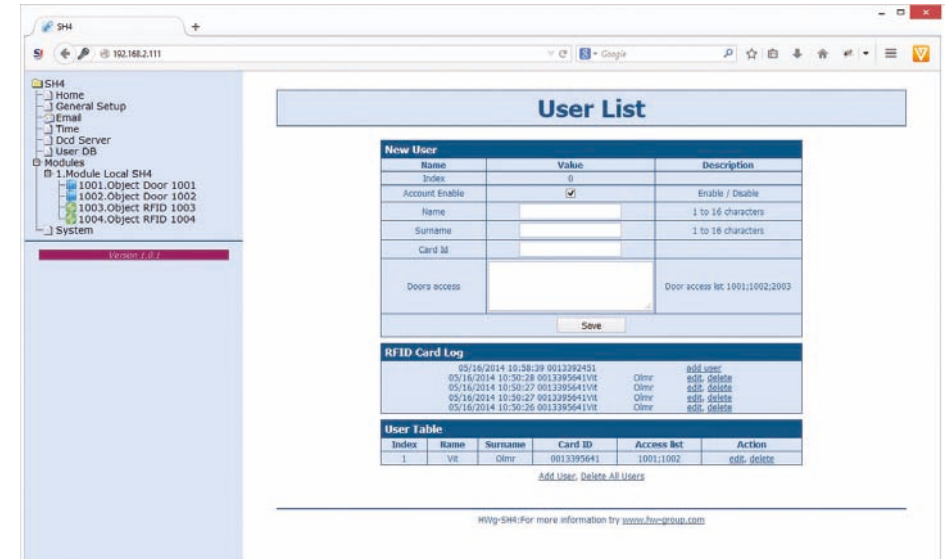 SH4
192.168.2.111
Google
SH4
Home
General Setup
Email
Time
Dcd Server
User DB
Modules
1.Module Local SH4
1001.Object Door 1001
1002.Object Door 1002
1003.Object RFID 1003
1004.Object RFID 1004
System
Version 1.0.1
User List
New User
Name Value Description
Index 0
Account Enable Enable / Disable
Name 1 to 16 characters
Surname 1 to 16 characters
Card Id
Doors access Door access list 1001;1002;2003
Save
RFID Card Log
05/16/2014 10:58:39 0013392451 add user
05/16/2014 10:50:28 0013395641Vit Olmr edit, delete
05/16/2014 10:50:27 0013395641Vit Olmr edit, delete
05/16/2014 10:50:27 0013395641Vit Olmr edit, delete
05/16/2014 10:50:26 0013395641Vit Olmr edit, delete
User Table
Index Name Surname Card ID Access list Action
1 Vit Olmr 0013395641 1001;1002 edit, delete
Add User, Delete All Users
HWg-SH4:For more information try www.hw-group.com